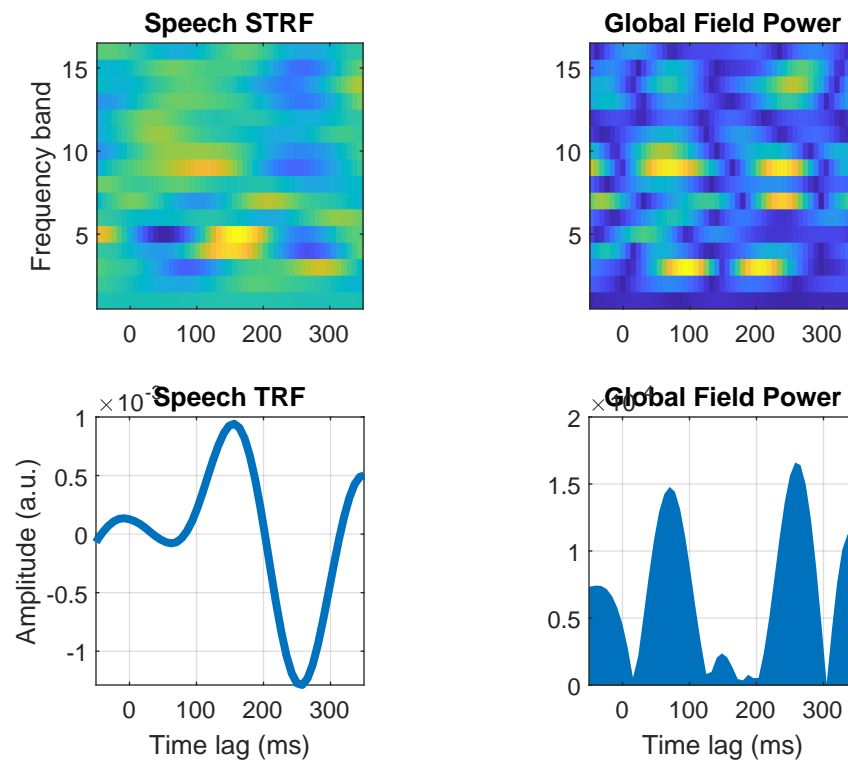 Speech STRF
Frequency band
15
10
5
0 100 200 300
Global Field Power
15
10
5
0 100 200 300
Speech TRF
Amplitude (a.u.)
1
0.5
0
-0.5
-1
0 100 200 300
Time lag (ms)
Global Field Power
2
1.5
1
0.5
0
0 100 200 300
Time lag (ms)